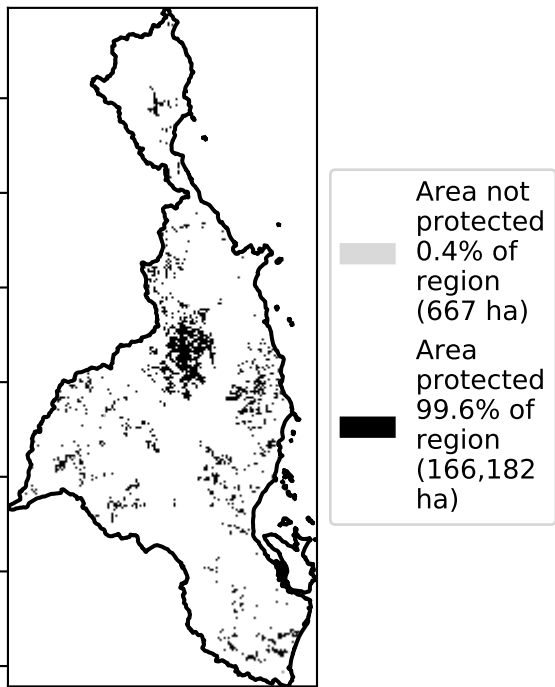 Area not
protected
0.4% of
region
(667 ha)
Area
protected
99.6% of
region
(166,182
ha)